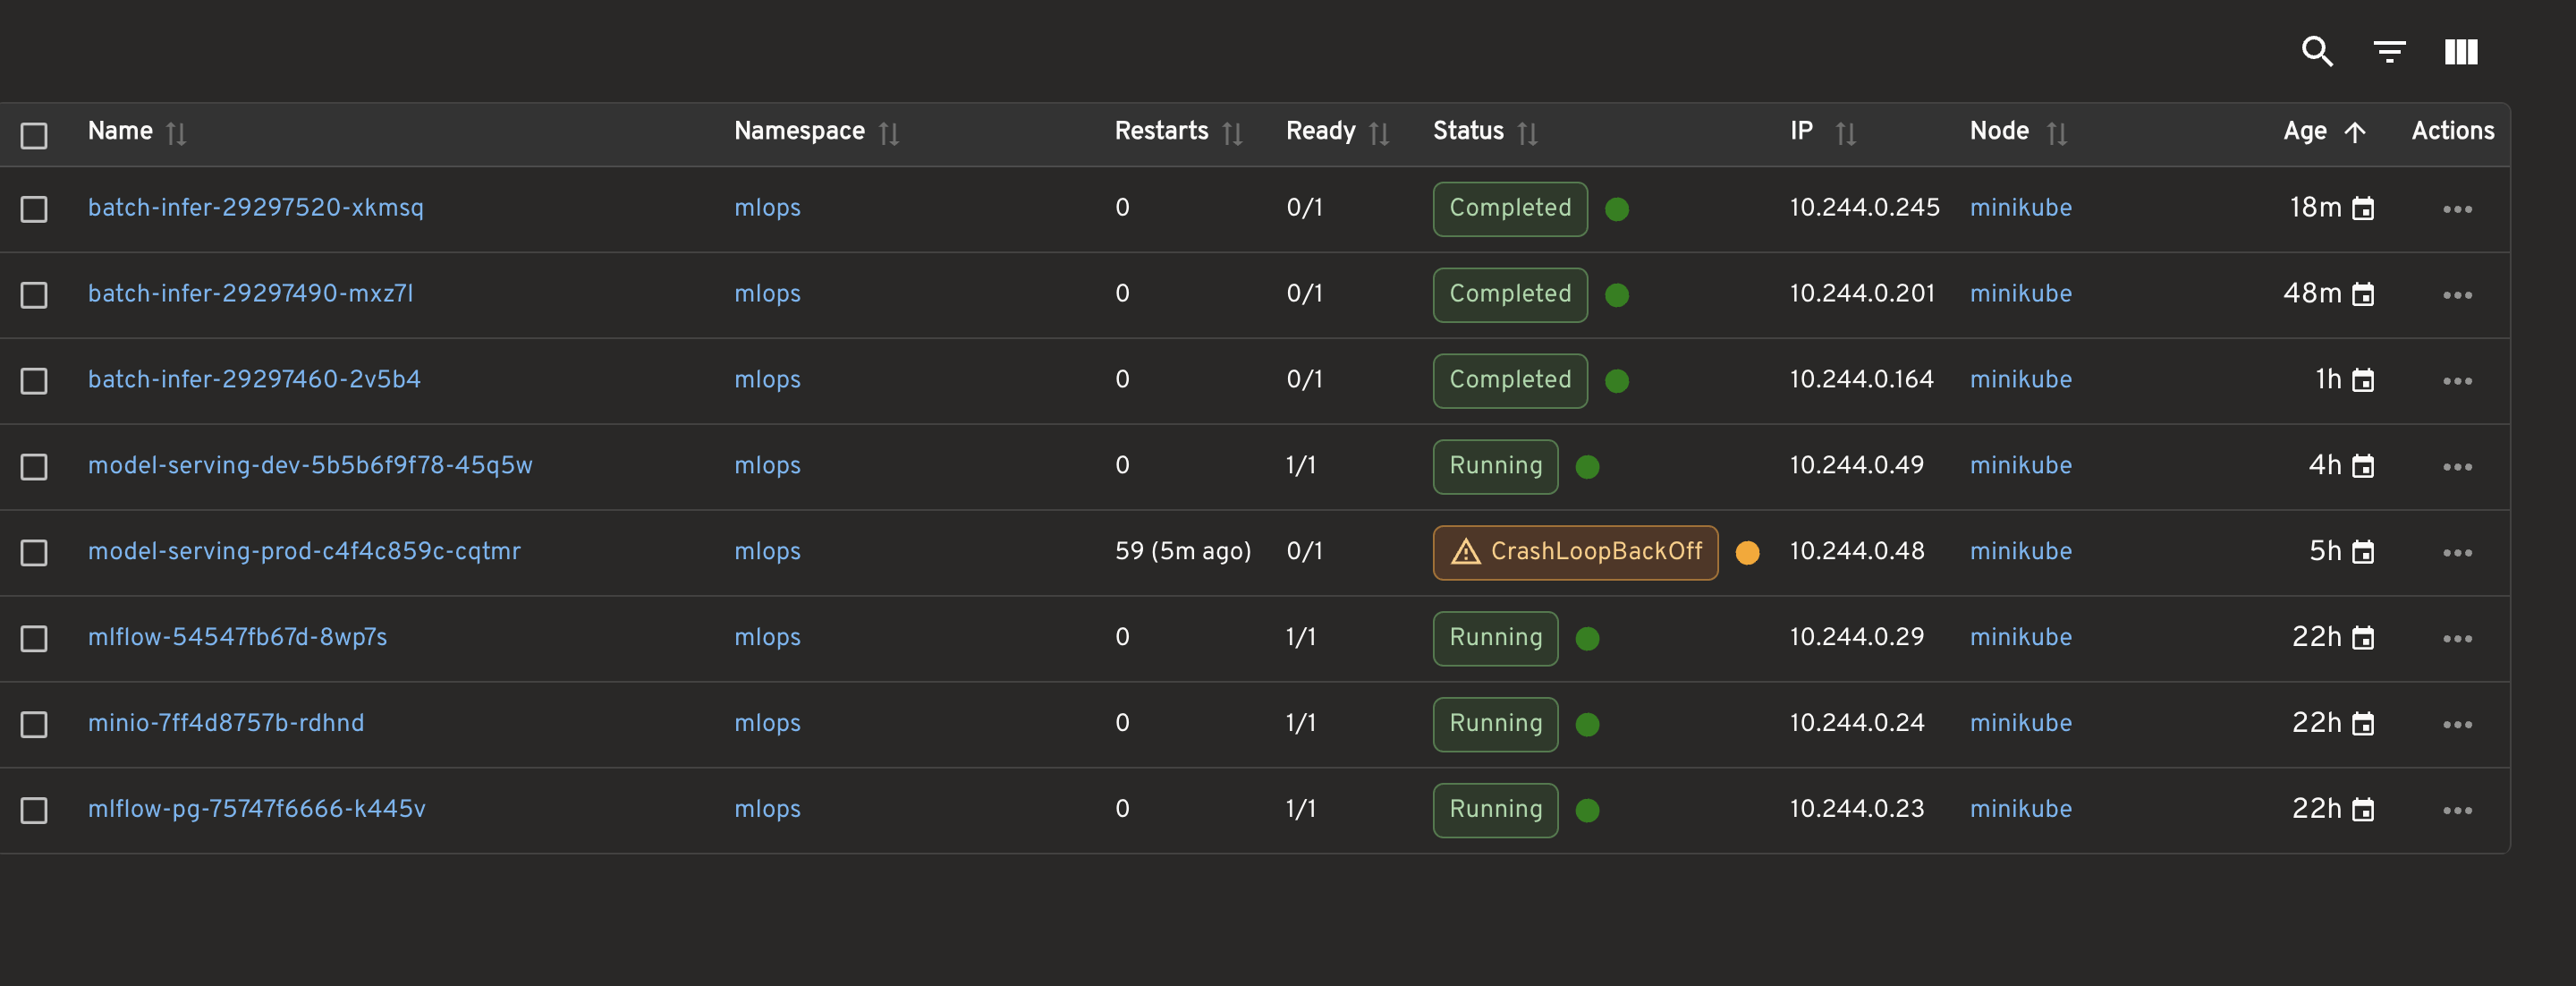 Name Namespace Restarts Ready Status IP Node Age Actions
batch-infer-29297520-xkmsq mlops 0 0/1 Completed 10.244.0.245 minikube 18m
batch-infer-29297490-mxz7l mlops 0 0/1 Completed 10.244.0.201 minikube 48m
batch-infer-29297460-2v5b4 mlops 0 0/1 Completed 10.244.0.164 minikube 1h
model-serving-dev-5b5b6f9f78-45q5w mlops 0 1/1 Running 10.244.0.49 minikube 4h
model-serving-prod-c4f4c859c-cqtmr mlops 59 (5m ago) 0/1 CrashLoopBackOff 10.244.0.48 minikube 5h
mlflow-54547fb67d-8wp7s mlops 0 1/1 Running 10.244.0.29 minikube 22h
minio-7ff4d8757b-rdhnd mlops 0 1/1 Running 10.244.0.24 minikube 22h
mlflow-pg-75747f6666-k445v mlops 0 1/1 Running 10.244.0.23 minikube 22h